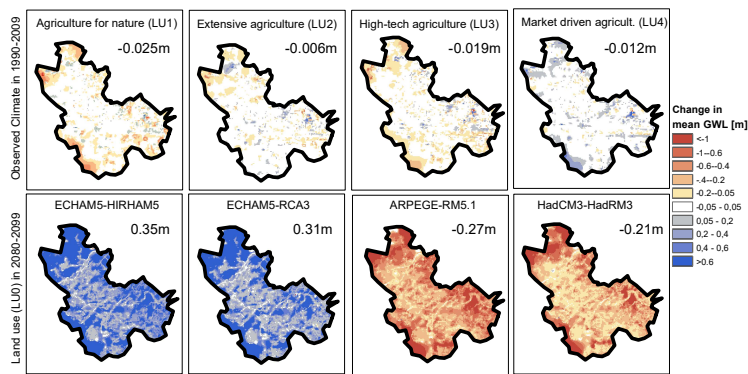 Agriculture for nature (LU1)
Extensive agriculture (LU2)
High-tech agriculture (LU3)
Market driven agricult. (LU4)
Observed Climate in 1990-2009
-0.025m
-0.006m
-0.019m
-0.012m
ECHAM5-HIRHAM5
ECHAM5-RCA3
ARPEGE-RM5.1
HadCM3-HadRM3
Land use (LU0) in 2080-2099
0.35m
0.31m
-0.27m
-0.21m
Change in
mean GWL [m]
<-1
-1--0.6
-0.6--0.4
-.4--0.2
-0.2--0.05
-0,05 - 0,05
0,05 - 0,2
0,2 - 0,4
0,4 - 0,6
>0.6